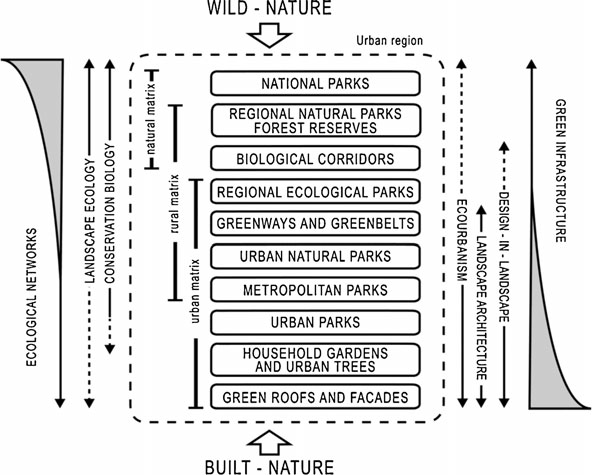 WILD - NATURE
Urban region
NATIONAL PARKS
REGIONAL NATURAL PARKS
FOREST RESERVES
BIOLOGICAL CORRIDORS
REGIONAL ECOLOGICAL PARKS
GREENWAYS AND GREENBELTS
URBAN NATURAL PARKS
METROPOLITAN PARKS
URBAN PARKS
HOUSEHOLD GARDENS
AND URBAN TREES
GREEN ROOFS AND FACADES
BUILT - NATURE
ECOLOGICAL NETWORKS
LANDSCAPE ECOLOGY
CONSERVATION BIOLOGY
natural matrix
rural matrix
urban matrix
ECOURBANISM
LANDSCAPE ARCHITECTURE
DESIGN - IN - LANDSCAPE
GREEN INFRASTRUCTURE